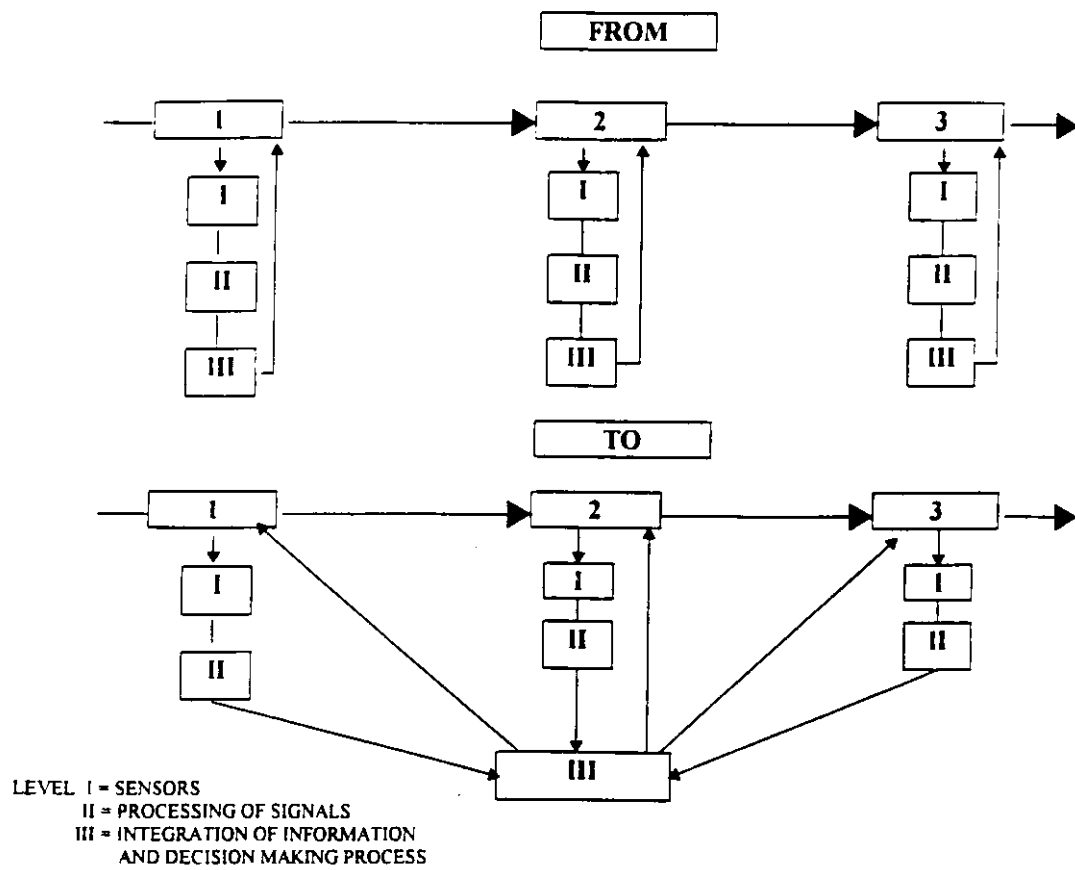 FROM
1 2 3
I I I
II II II
III III III
TO
1 2 3
I I I
II II II
III
LEVEL I = SENSORS
II = PROCESSING OF SIGNALS
III = INTEGRATION OF INFORMATION
AND DECISION MAKING PROCESS